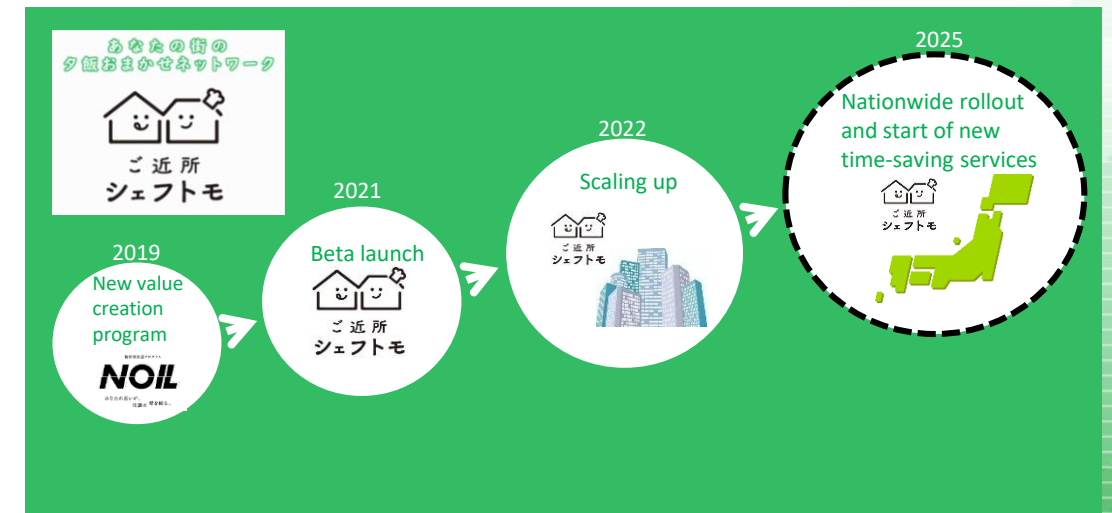 あなたの街の
夕飯おまかせネットワーク
ご近所
シェフトモ
2019
New value
creation
program
NOIL
2021
Beta launch
ご近所
シェフトモ
2022
Scaling up
ご近所
シェフトモ
2025
Nationwide rollout
and start of new
time-saving services
ご近所
シェフトモ